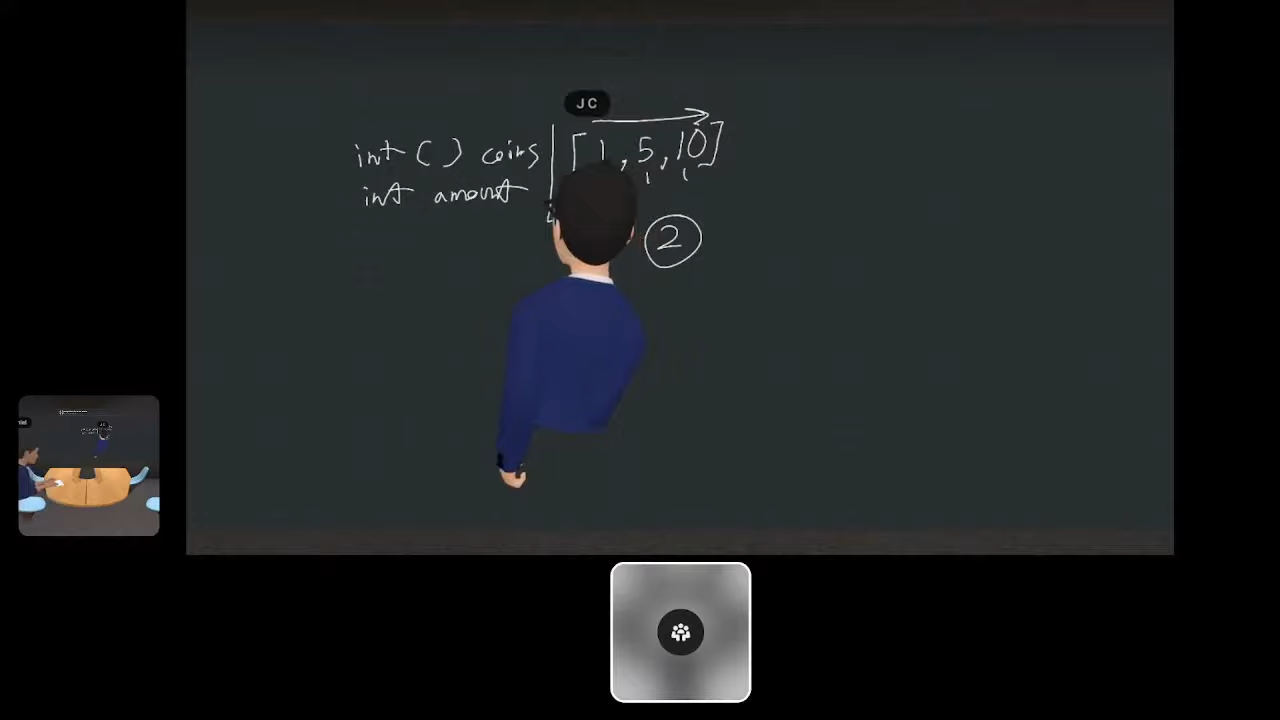 JC
int [] coins | [1, 5, 10]
int amount
2